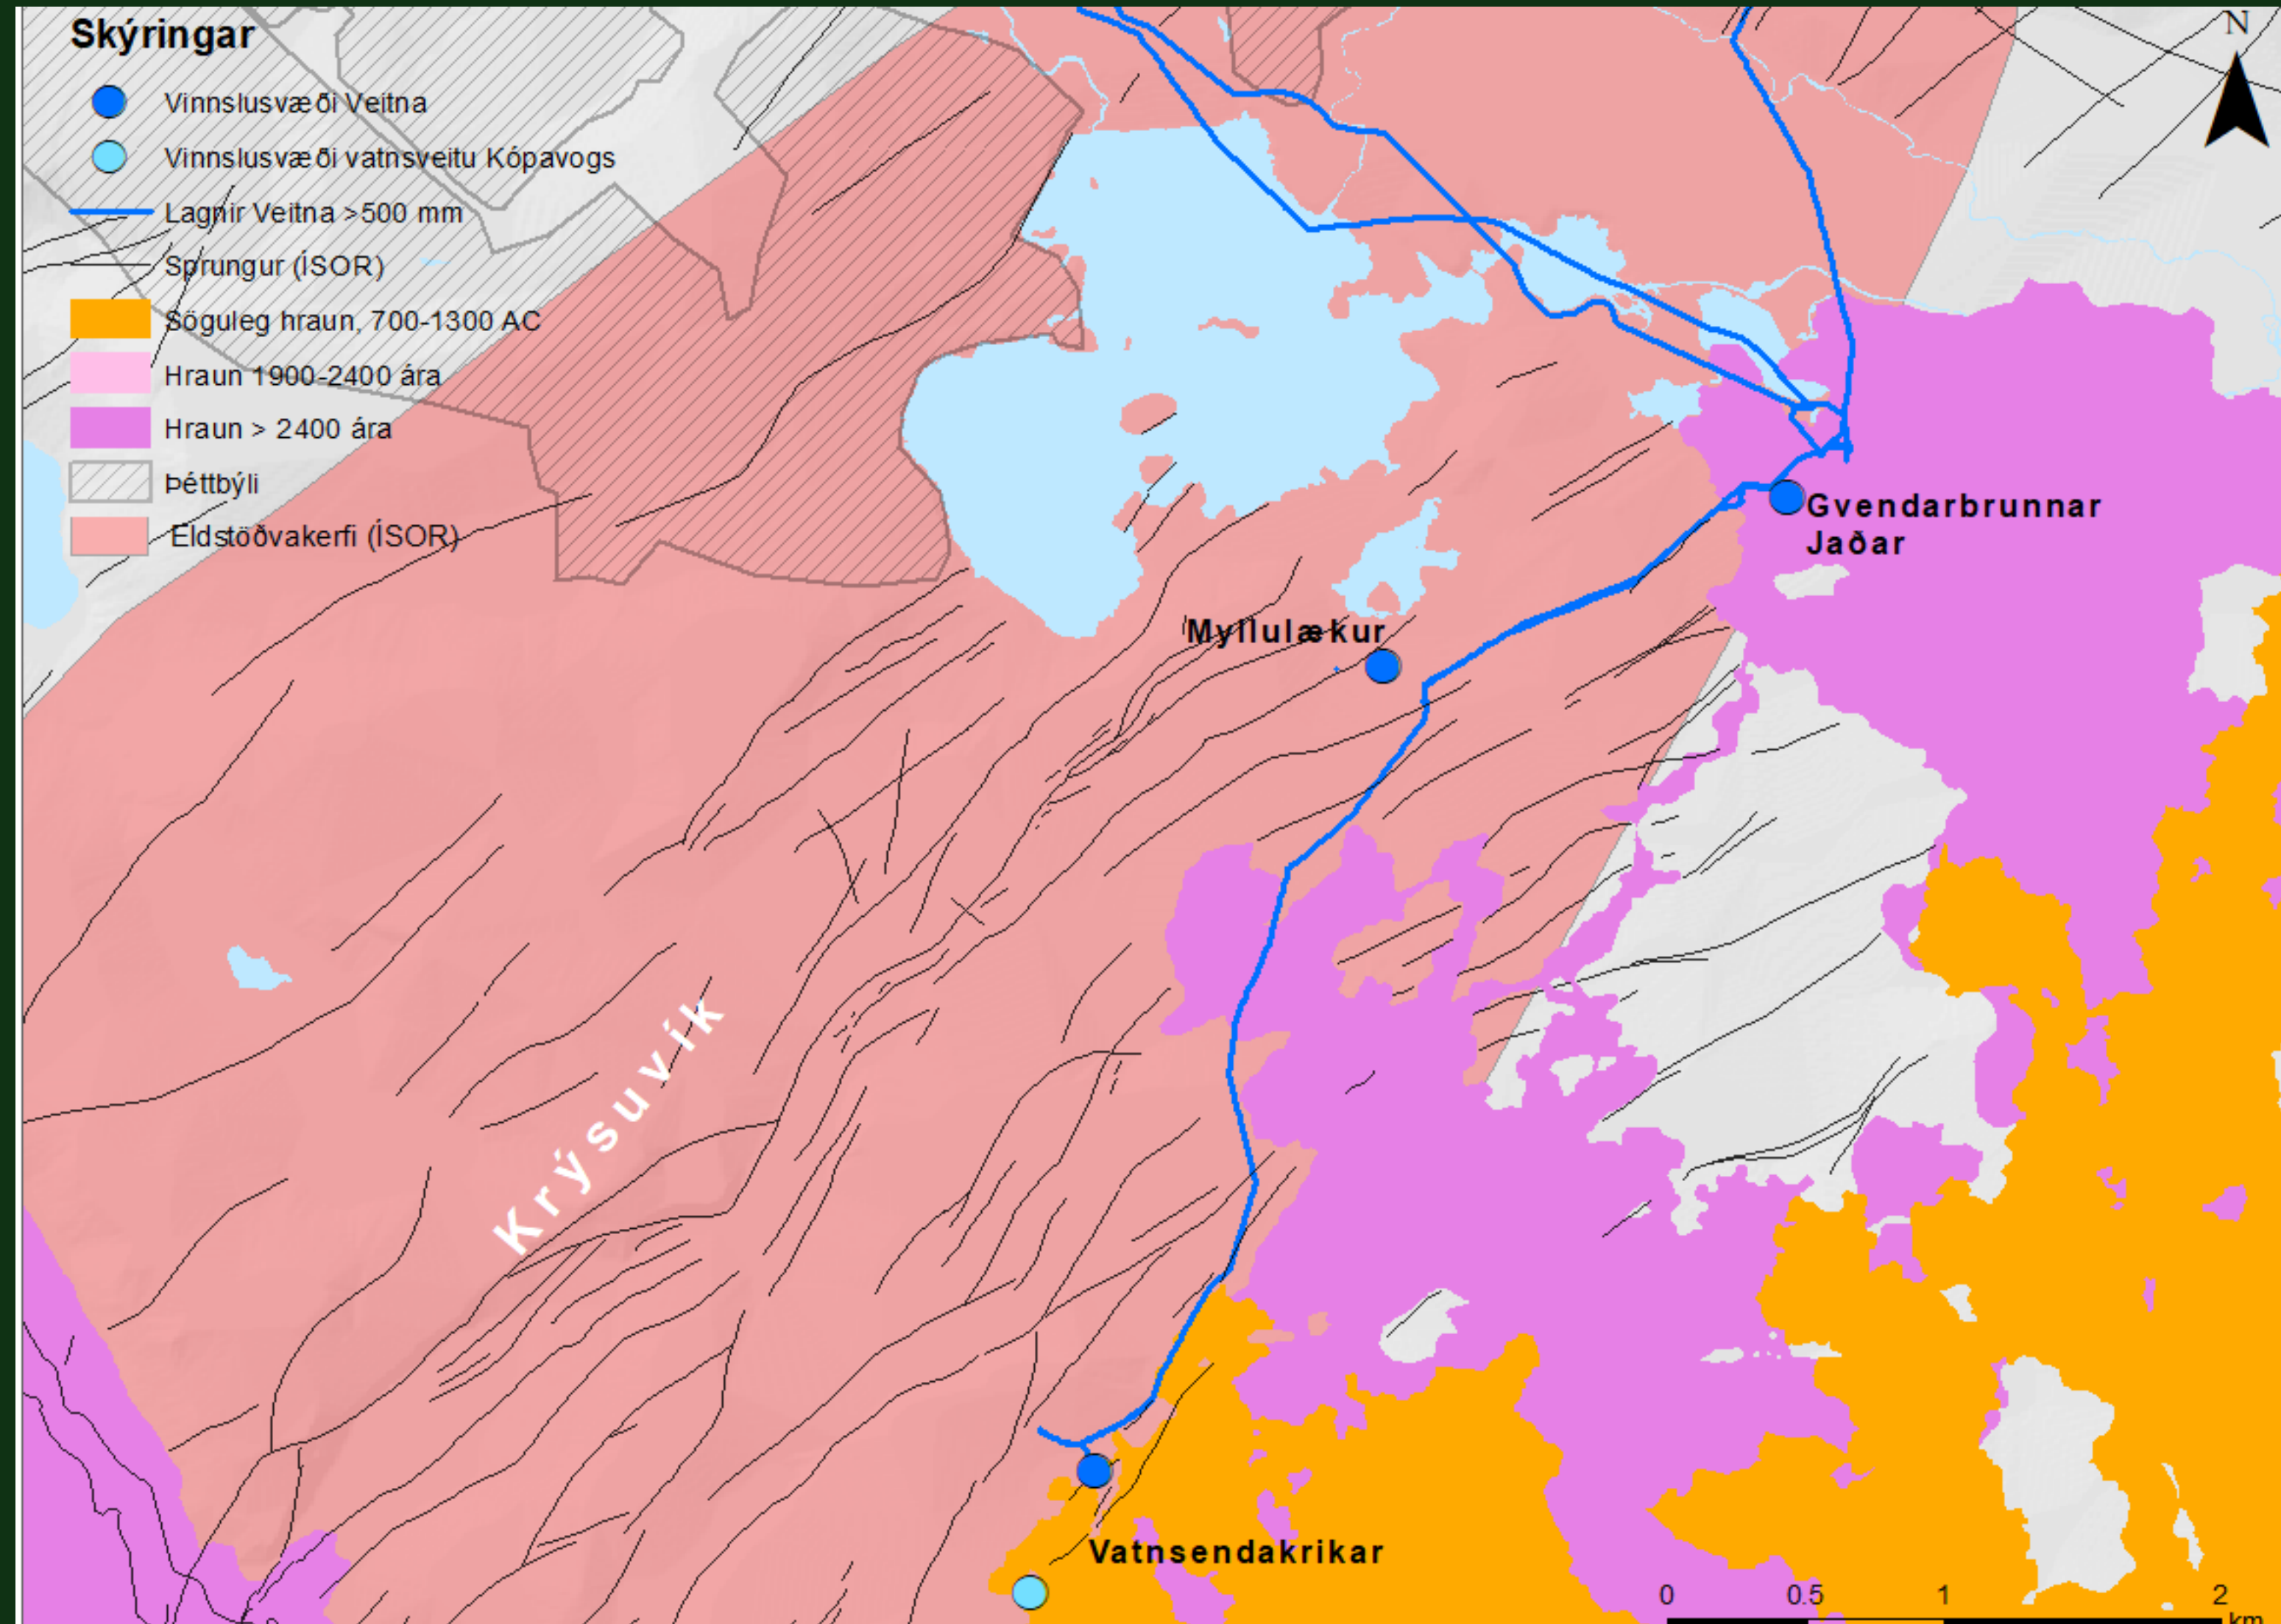 Skýringar
Vinnslusvæði Veitna
Vinnslusvæði vatnsveitu Kópavogs
Lagnir Veitna >500 mm
Sprungur (ÍSOR)
Söguleg hraun, 700-1300 AC
Hraun 1900-2400 ára
Hraun > 2400 ára
Þéttbýli
Eldstöðvakerfi (ÍSOR)
N
Gvendarbrunnar
Jaðar
Myllulækur
Krýsuvík
Vatnsendakrikar
0 0.5 1 2
km